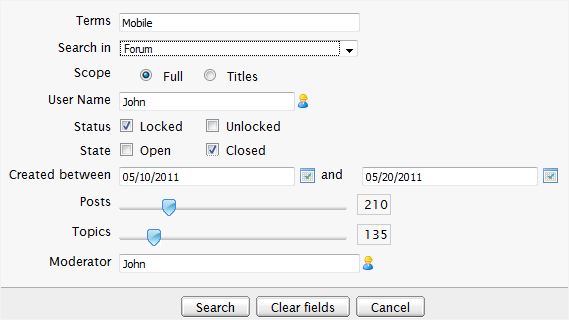 Terms Mobile
Search in Forum
Scope Full Titles
User Name John
Status Locked Unlocked
State Open Closed
Created between 05/10/2011 and 05/20/2011
Posts 210
Topics 135
Moderator John
Search Clear fields Cancel